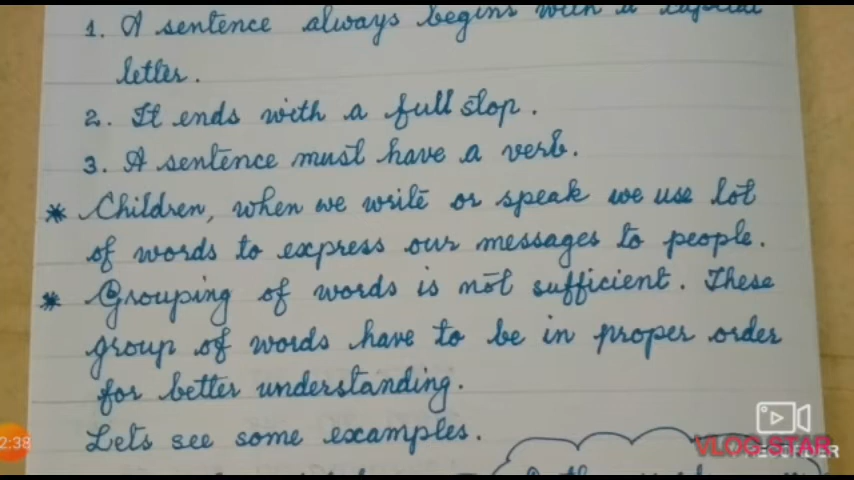 1. A sentence always begins with a capital
letter.
2. It ends with a full stop.
3. A sentence must have a verb.
* Children, when we write or speak we use lot
of words to express our messages to people.
* Grouping of words is not sufficient. These
group of words have to be in proper order
for better understanding.
Lets see some examples.
2:38
VLOG STAR
RECORDER